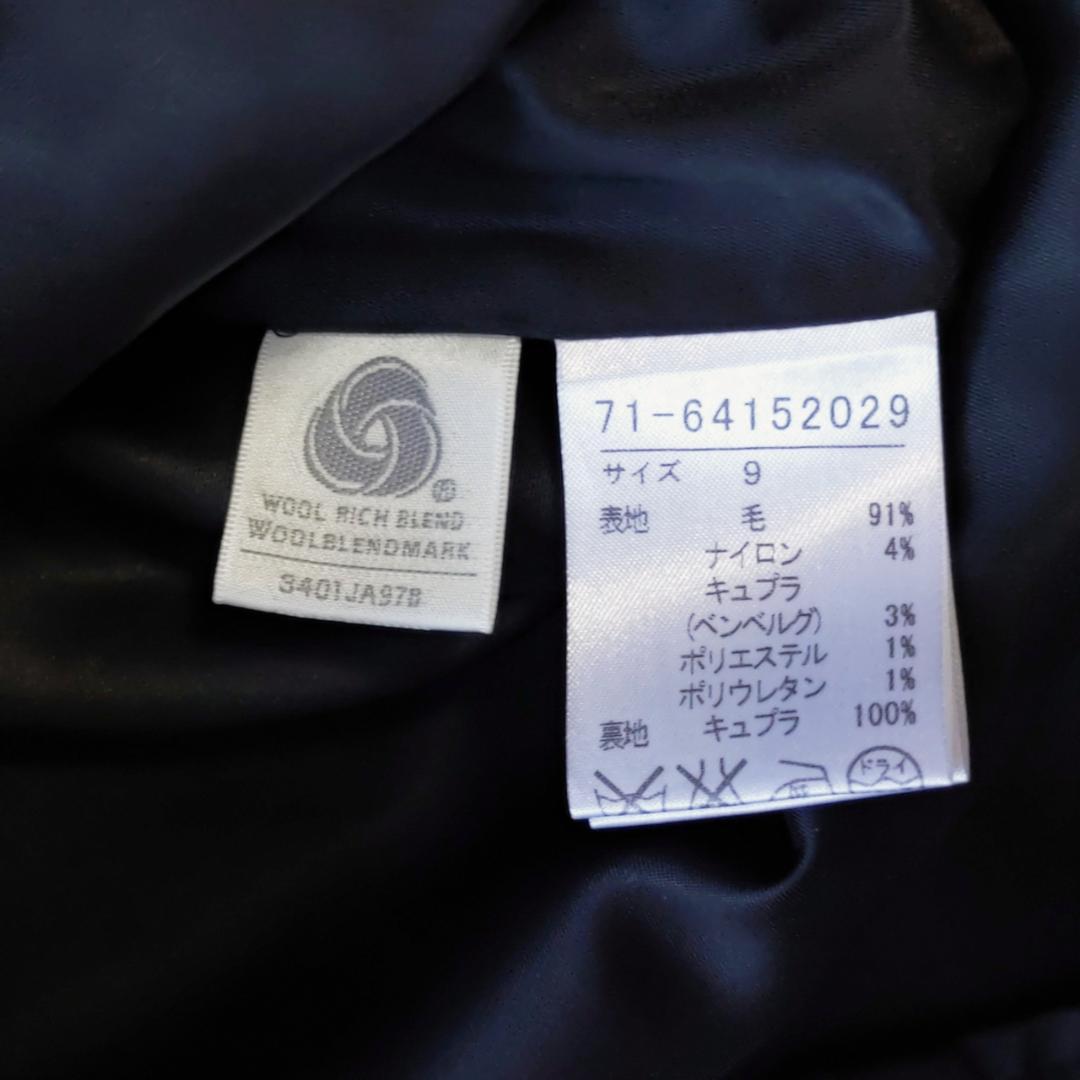 WOOL RICH BLEND
WOOLBLENDMARK
3401JA978
71-64152029
サイズ 9
表地 毛 91%
ナイロン 4%
キュプラ
(ベンベルグ) 3%
ポリエステル 1%
ポリウレタン 1%
裏地 キュプラ 100%
ドライ